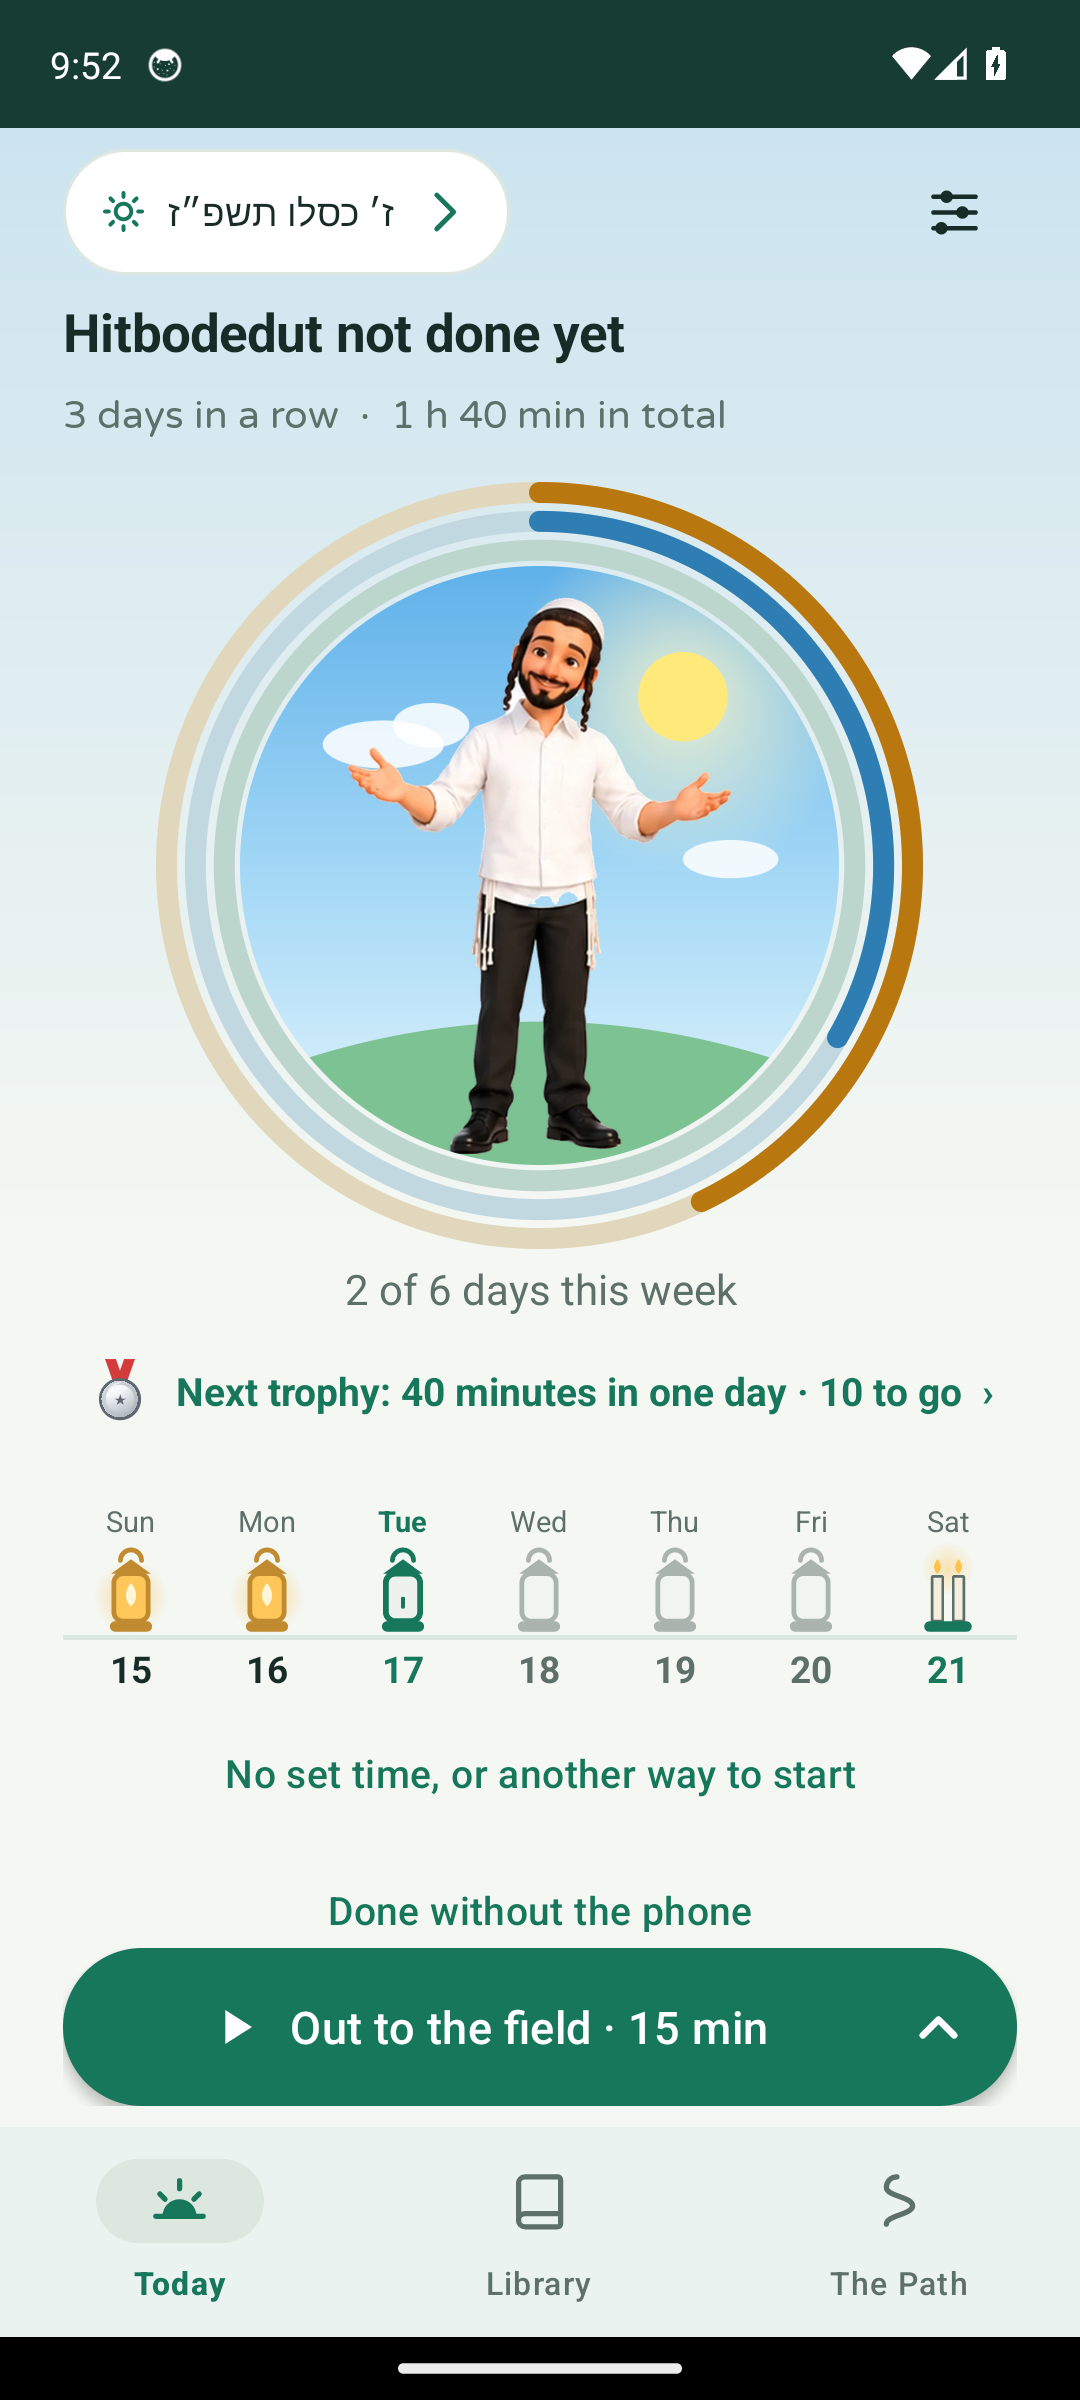 9:52
ז׳ כסלו תשפ״ז
Hitbodedut not done yet
3 days in a row · 1 h 40 min in total
2 of 6 days this week
Next trophy: 40 minutes in one day · 10 to go ›
Sun Mon Tue Wed Thu Fri Sat
15 16 17 18 19 20 21
No set time, or another way to start
Done without the phone
Out to the field · 15 min
Today Library The Path